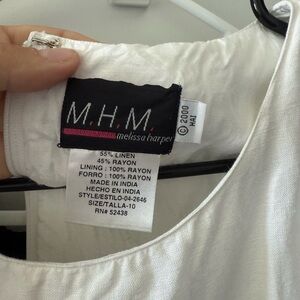 M.H.M.
melissa harper
© 2000
HAI
55% LINEN
45% RAYON
LINING : 100% RAYON
FORRO : 100% RAYON
MADE IN INDIA
HECHO EN INDIA
STYLE/ESTILO-04-2646
SIZE/TALLA-10
RN# 52438